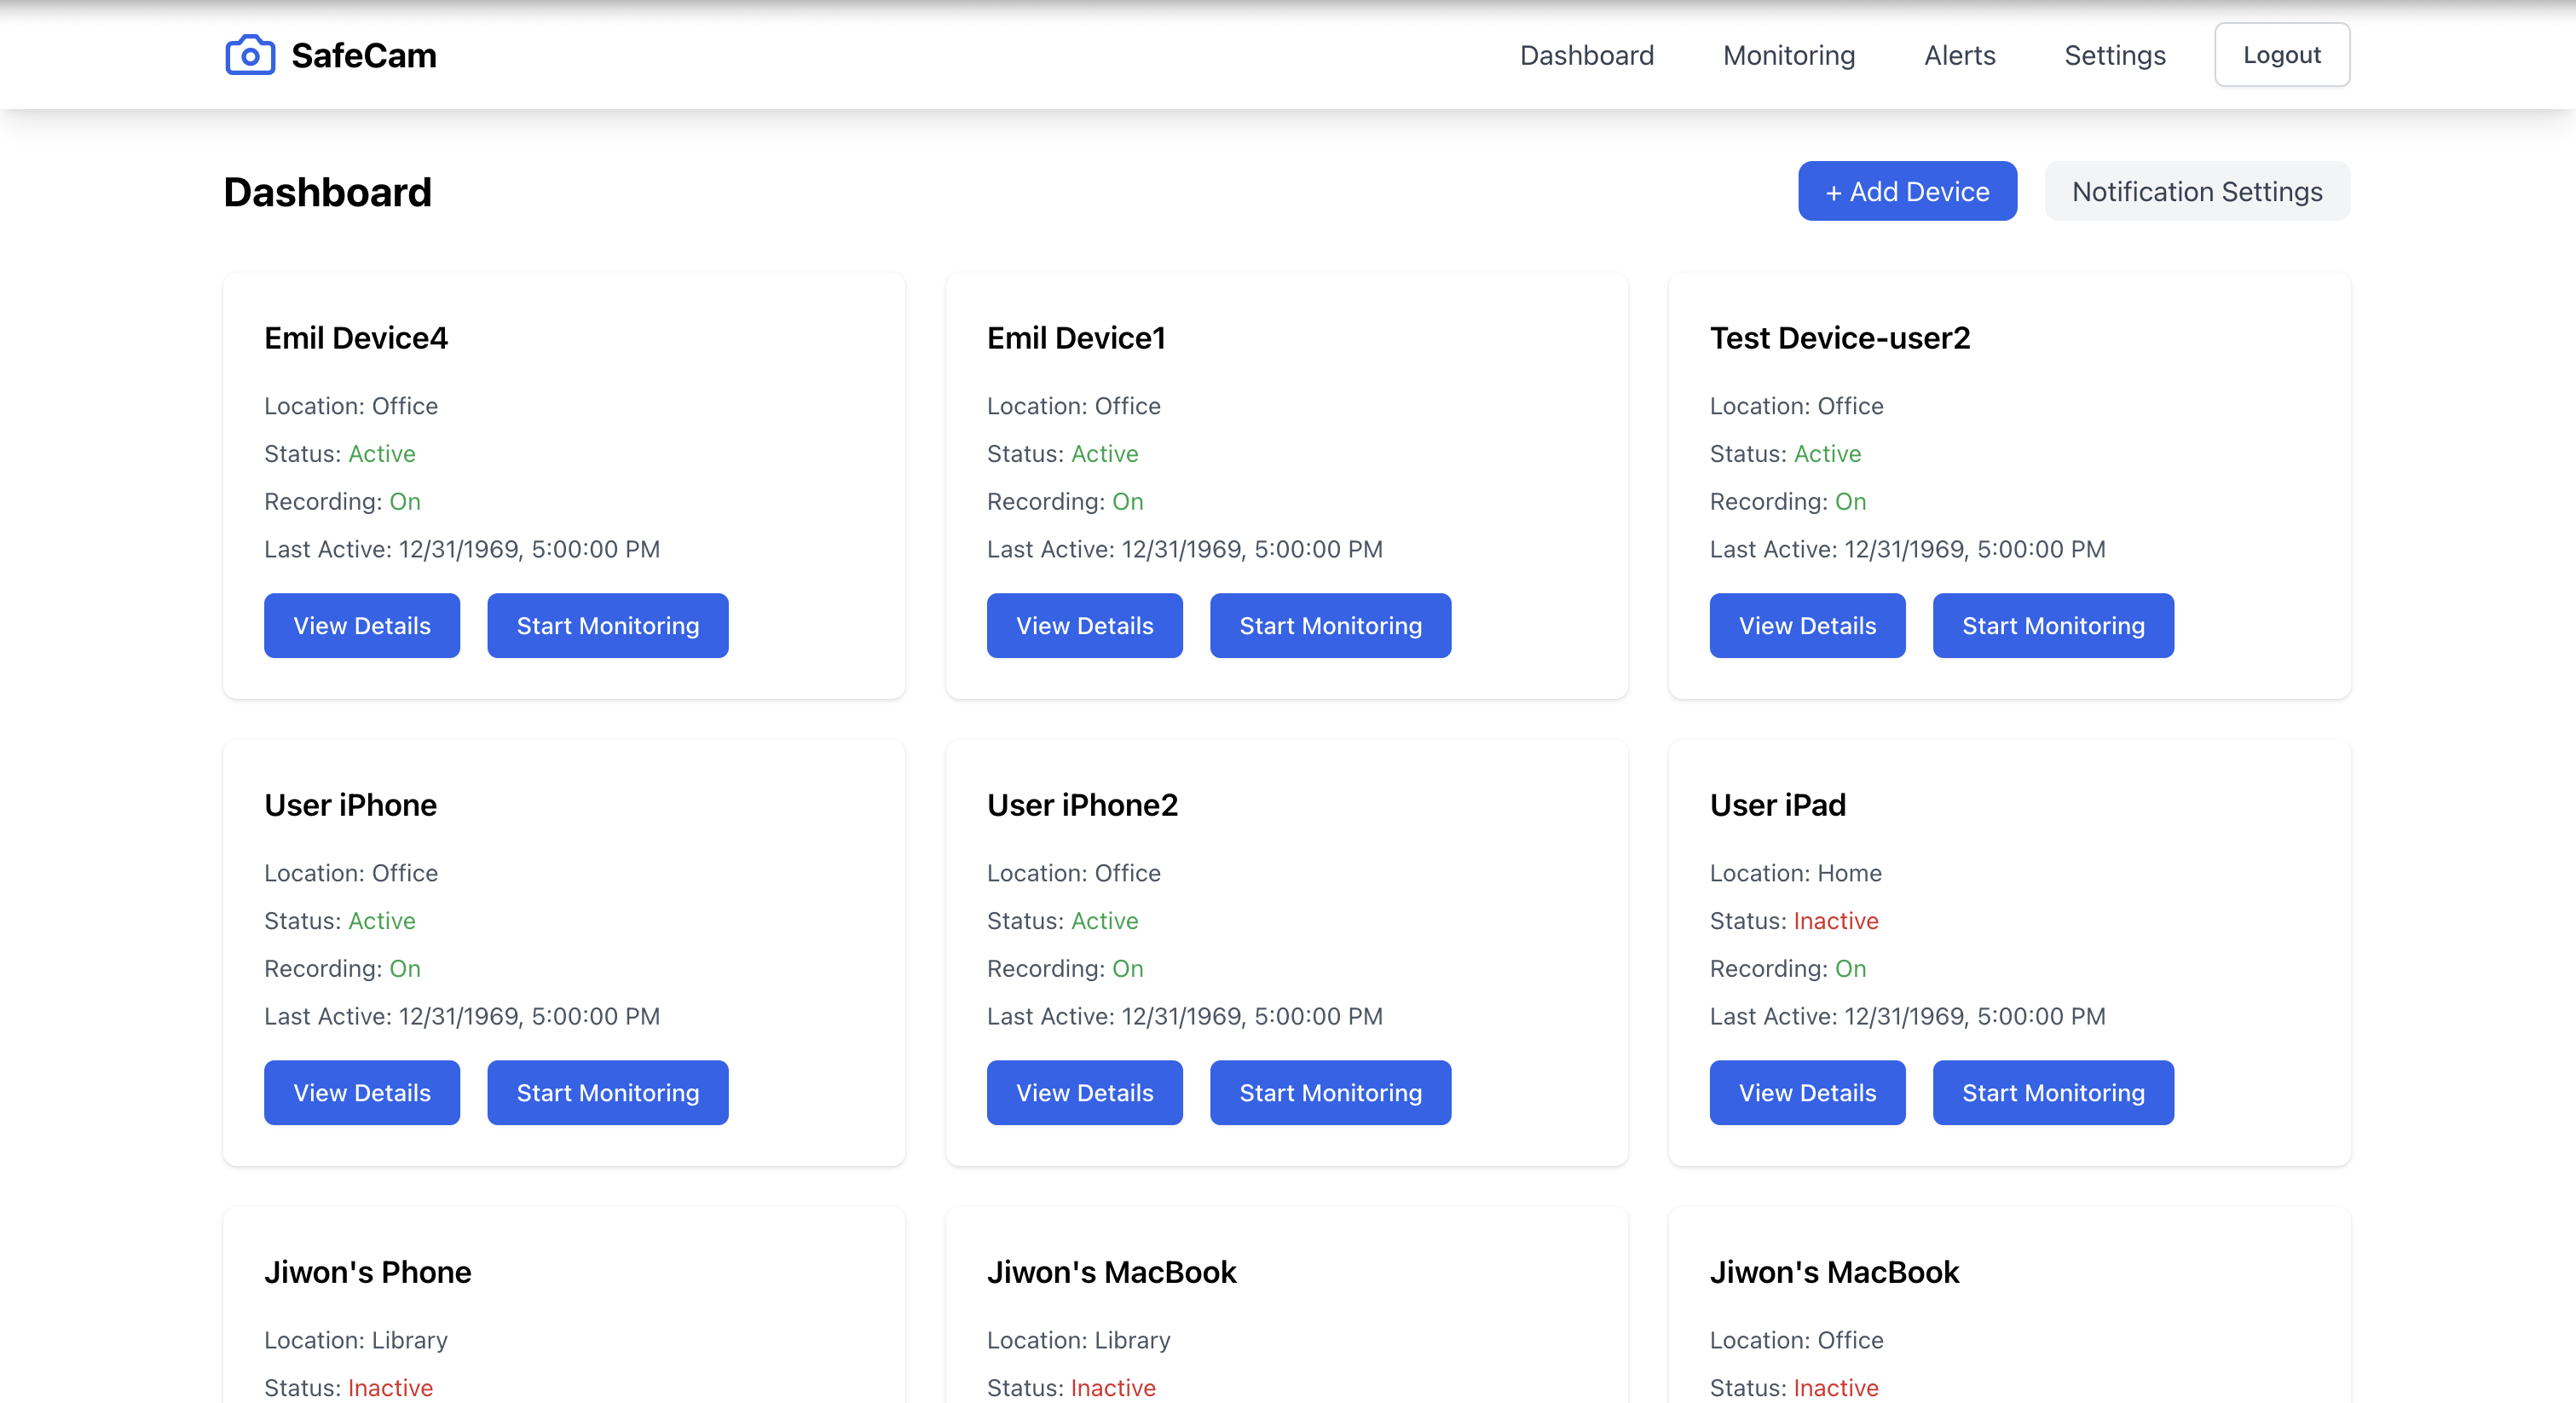 SafeCam
Dashboard Monitoring Alerts Settings Logout
Dashboard
+ Add Device Notification Settings
Emil Device4
Location: Office
Status: Active
Recording: On
Last Active: 12/31/1969, 5:00:00 PM
View Details Start Monitoring
Emil Device1
Location: Office
Status: Active
Recording: On
Last Active: 12/31/1969, 5:00:00 PM
View Details Start Monitoring
Test Device-user2
Location: Office
Status: Active
Recording: On
Last Active: 12/31/1969, 5:00:00 PM
View Details Start Monitoring
User iPhone
Location: Office
Status: Active
Recording: On
Last Active: 12/31/1969, 5:00:00 PM
View Details Start Monitoring
User iPhone2
Location: Office
Status: Active
Recording: On
Last Active: 12/31/1969, 5:00:00 PM
View Details Start Monitoring
User iPad
Location: Home
Status: Inactive
Recording: On
Last Active: 12/31/1969, 5:00:00 PM
View Details Start Monitoring
Jiwon's Phone
Location: Library
Status: Inactive
Jiwon's MacBook
Location: Library
Status: Inactive
Jiwon's MacBook
Location: Office
Status: Inactive